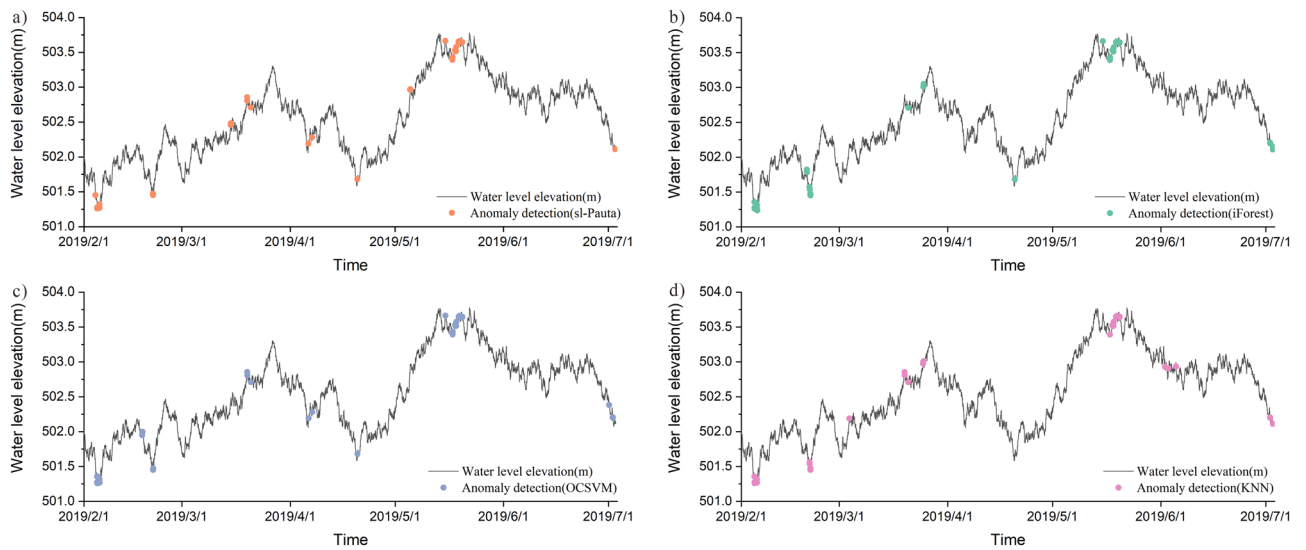 a)
504.0
503.5
503.0
502.5
502.0
501.5
501.0
Water level elevation(m)
Water level elevation(m)
Anomaly detection(sl-Pauta)
2019/2/1 2019/3/1 2019/4/1 2019/5/1 2019/6/1 2019/7/1
Time
b)
504.0
503.5
503.0
502.5
502.0
501.5
501.0
Water level elevation(m)
Water level elevation(m)
Anomaly detection(iForest)
2019/2/1 2019/3/1 2019/4/1 2019/5/1 2019/6/1 2019/7/1
Time
c)
504.0
503.5
503.0
502.5
502.0
501.5
501.0
Water level elevation(m)
Water level elevation(m)
Anomaly detection(OCSVM)
2019/2/1 2019/3/1 2019/4/1 2019/5/1 2019/6/1 2019/7/1
Time
d)
504.0
503.5
503.0
502.5
502.0
501.5
501.0
Water level elevation(m)
Water level elevation(m)
Anomaly detection(KNN)
2019/2/1 2019/3/1 2019/4/1 2019/5/1 2019/6/1 2019/7/1
Time